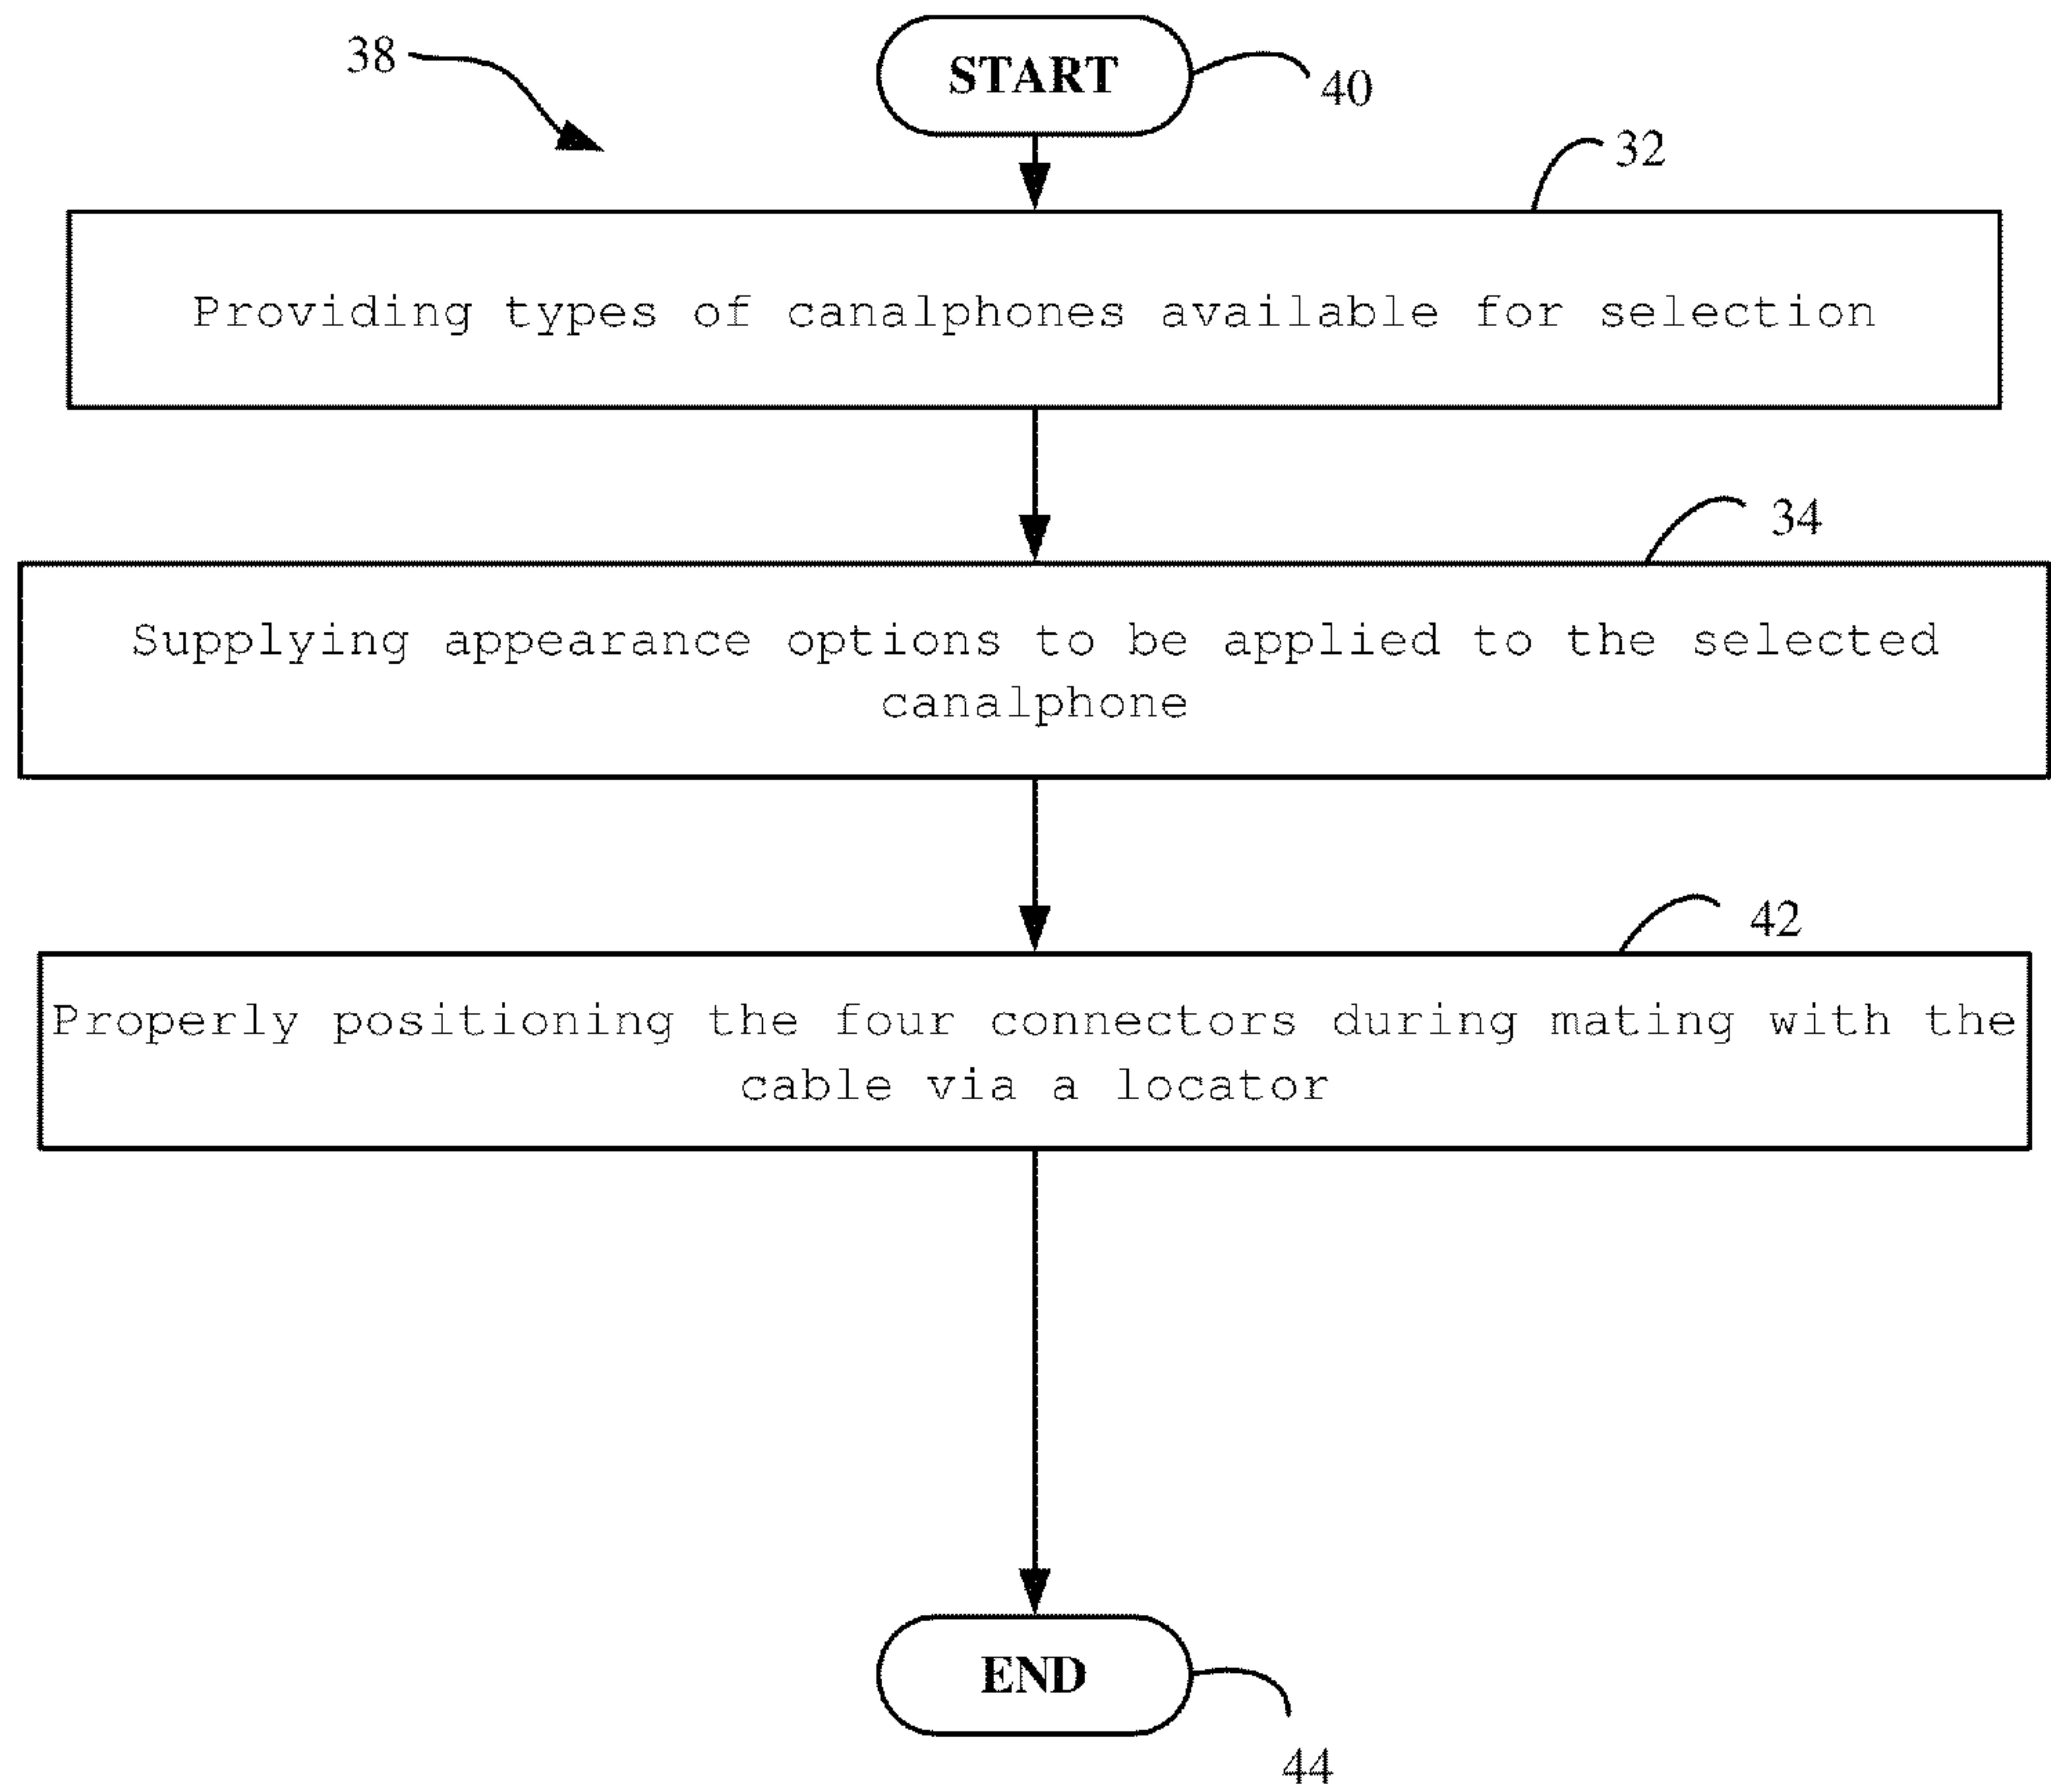 38
START
40
32
Providing types of canalphones available for selection
34
Supplying appearance options to be applied to the selected
canalphone
42
Properly positioning the four connectors during mating with the
cable via a locator
END
44